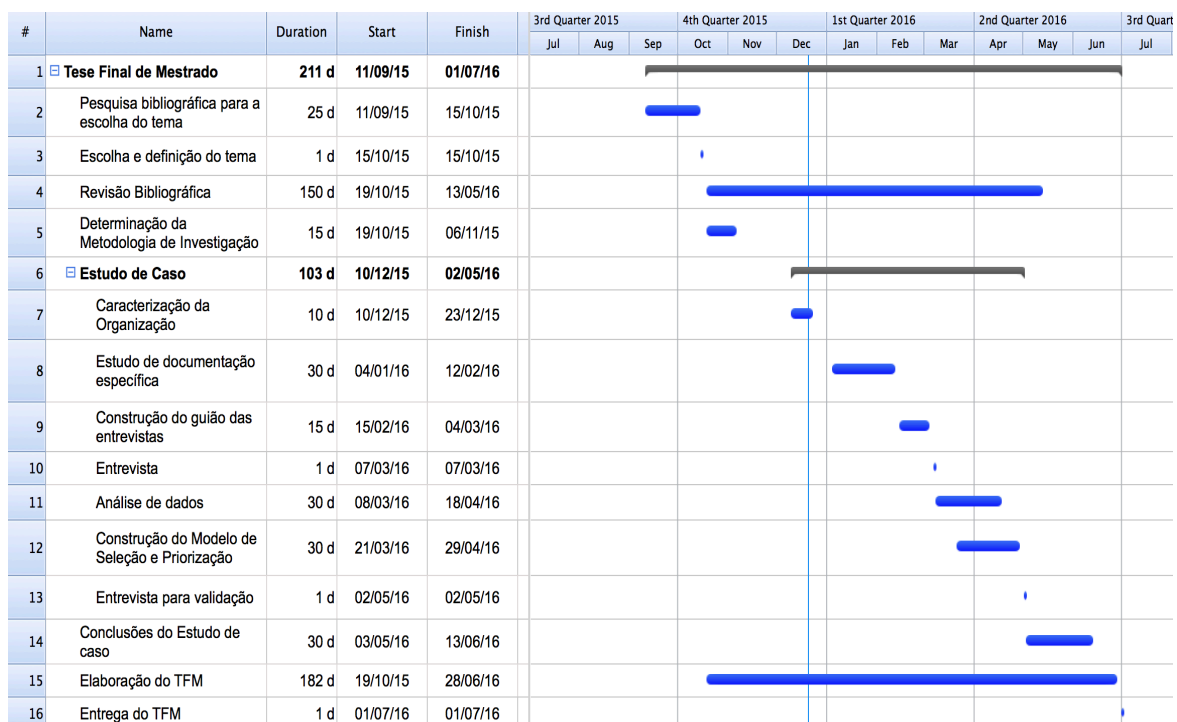 # Name Duration Start Finish 3rd Quarter 2015 4th Quarter 2015 1st Quarter 2016 2nd Quarter 2016 3rd Quart
Jul Aug Sep Oct Nov Dec Jan Feb Mar Apr May Jun Jul
1 Tese Final de Mestrado 211 d 11/09/15 01/07/16
2 Pesquisa bibliográfica para a
escolha do tema 25 d 11/09/15 15/10/15
3 Escolha e definição do tema 1 d 15/10/15 15/10/15
4 Revisão Bibliográfica 150 d 19/10/15 13/05/16
5 Determinação da
Metodologia de Investigação 15 d 19/10/15 06/11/15
6 Estudo de Caso 103 d 10/12/15 02/05/16
7 Caracterização da
Organização 10 d 10/12/15 23/12/15
8 Estudo de documentação
específica 30 d 04/01/16 12/02/16
9 Construção do guião das
entrevistas 15 d 15/02/16 04/03/16
10 Entrevista 1 d 07/03/16 07/03/16
11 Análise de dados 30 d 08/03/16 18/04/16
12 Construção do Modelo de
Seleção e Priorização 30 d 21/03/16 29/04/16
13 Entrevista para validação 1 d 02/05/16 02/05/16
14 Conclusões do Estudo de
caso 30 d 03/05/16 13/06/16
15 Elaboração do TFM 182 d 19/10/15 28/06/16
16 Entrega do TFM 1 d 01/07/16 01/07/16